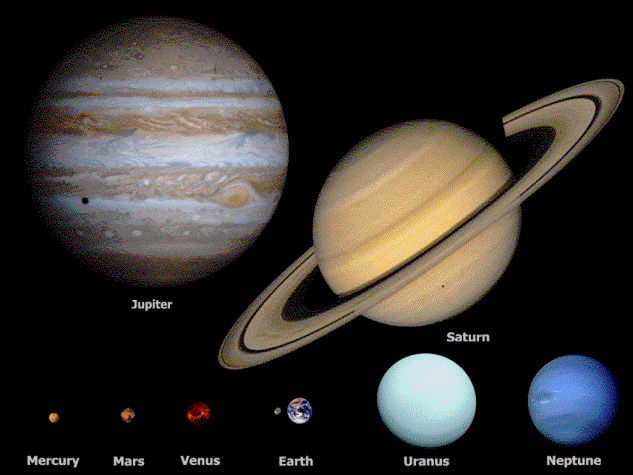 Jupiter
Saturn
Mercury
Mars
Venus
Earth
Uranus
Neptune